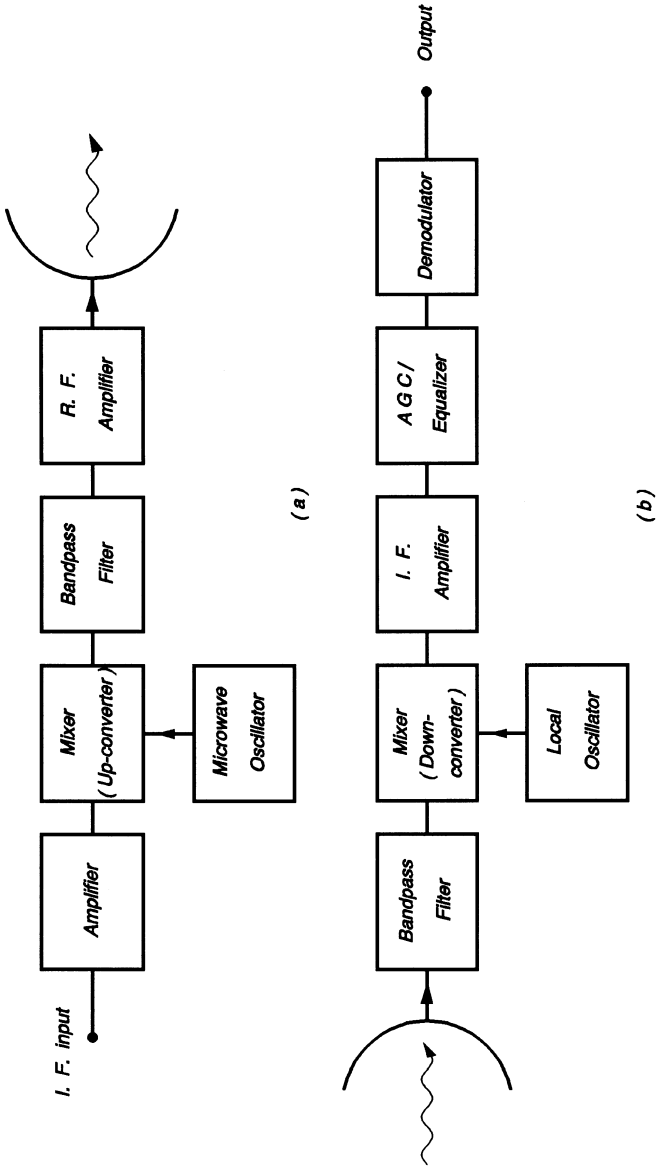 I. F. input
Amplifier
Mixer
(Up-converter)
Microwave
Oscillator
Bandpass
Filter
R. F.
Amplifier
(a)
Bandpass
Filter
Mixer
(Down-
converter)
Local
Oscillator
I. F.
Amplifier
AGC/
Equalizer
Demodulator
Output
(b)